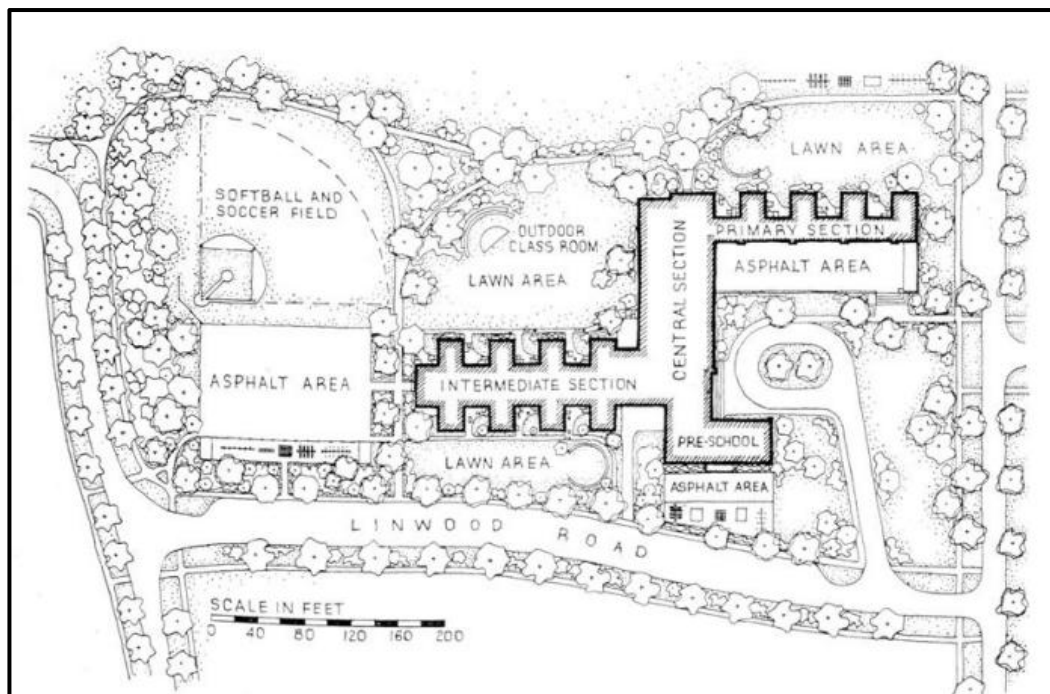 LAWN AREA
SOFTBALL AND
SOCCER FIELD
OUTDOOR
CLASS ROOM
LAWN AREA
PRIMARY SECTION
ASPHALT AREA
CENTRAL SECTION
ASPHALT AREA
INTERMEDIATE SECTION
PRE-SCHOOL
LAWN AREA
ASPHALT AREA
LINWOOD ROAD
SCALE IN FEET
0 40 80 120 160 200